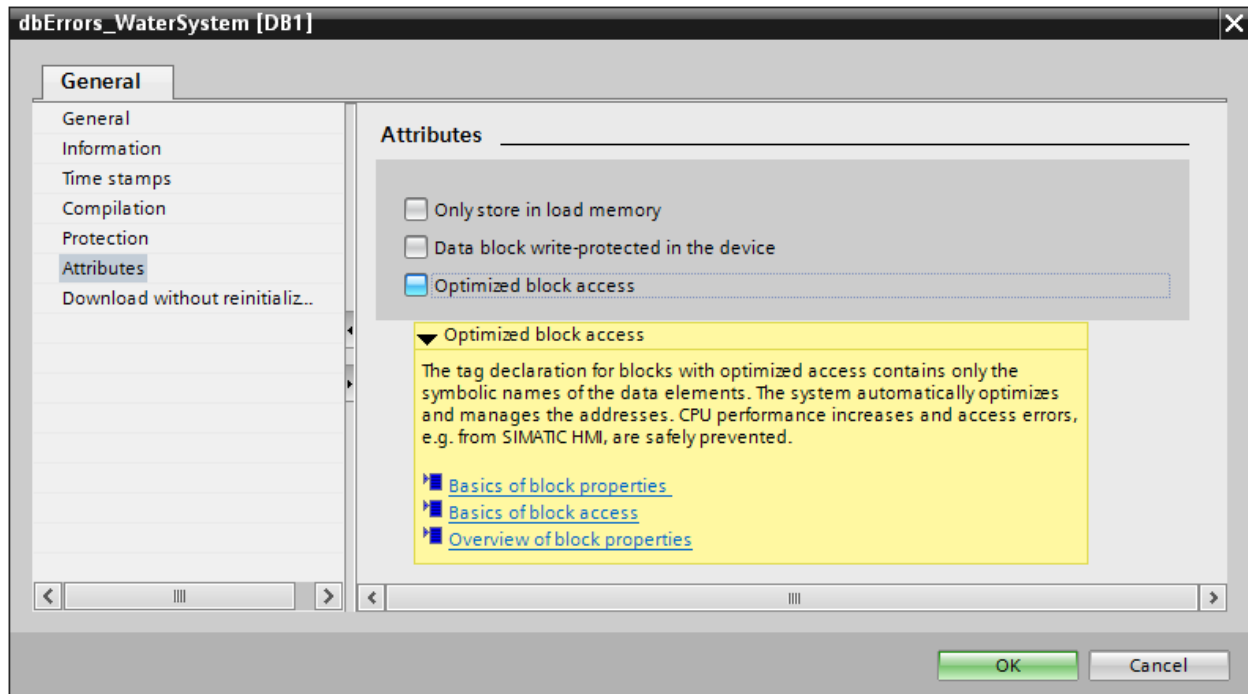 dbErrors_WaterSystem [DB1]
General
General
Information
Time stamps
Compilation
Protection
Attributes
Download without reinitializ...
Attributes
Only store in load memory
Data block write-protected in the device
Optimized block access
Optimized block access
The tag declaration for blocks with optimized access contains only the
symbolic names of the data elements. The system automatically optimizes
and manages the addresses. CPU performance increases and access errors,
e.g. from SIMATIC HMI, are safely prevented.
Basics of block properties
Basics of block access
Overview of block properties
OK
Cancel